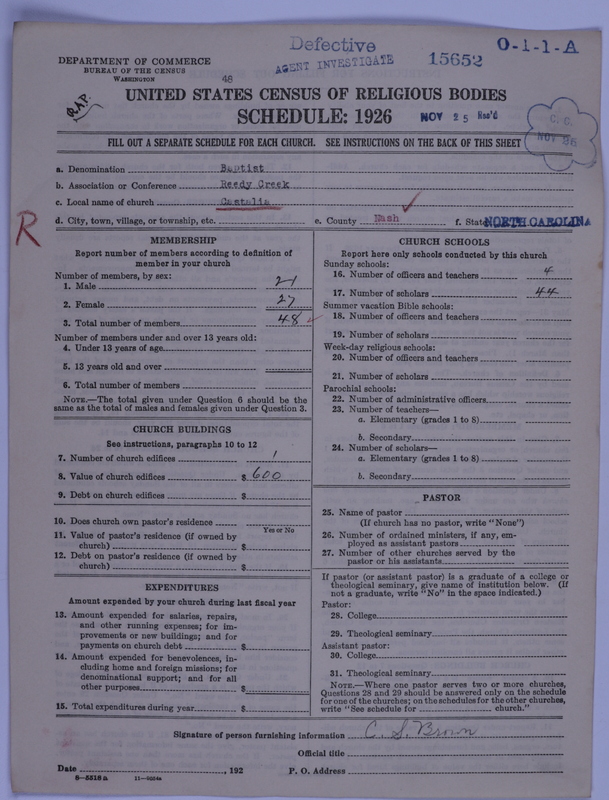 Defective
AGENT INVESTIGATE
15652
O-1-1-A
DEPARTMENT OF COMMERCE
BUREAU OF THE CENSUS
WASHINGTON
48
R.A.P.
UNITED STATES CENSUS OF RELIGIOUS BODIES
SCHEDULE: 1926
NOV 25 Rec'd
C. C.
NOV 26
FILL OUT A SEPARATE SCHEDULE FOR EACH CHURCH. SEE INSTRUCTIONS ON THE BACK OF THIS SHEET
a. Denomination Baptist
b. Association or Conference Reedy Creek
c. Local name of church Castalia
d. City, town, village, or township, etc. e. County Nash f. State NORTH CAROLINA
R
MEMBERSHIP
Report number of members according to definition of
member in your church
Number of members, by sex:
1. Male 21
2. Female 27
3. Total number of members 48
Number of members under and over 13 years old:
4. Under 13 years of age
5. 13 years old and over
6. Total number of members
NOTE.—The total given under Question 6 should be
same as the total of males and females given under Question 3.
CHURCH BUILDINGS
See instructions, paragraphs 10 to 12
7. Number of church edifices 1
8. Value of church edifices $ 600
9. Debt on church edifices $
10. Does church own pastor's residence
Yes or No
11. Value of pastor's residence (if owned by
church) $
12. Debt on pastor's residence (if owned by
church) $
EXPENDITURES
Amount expended by your church during last fiscal year
13. Amount expended for salaries, repairs,
and other running expenses; for im-
provements or new buildings; and for
payments on church debt $
14. Amount expended for benevolences, in-
cluding home and foreign missions; for
denominational support; and for all
other purposes $
15. Total expenditures during year $
CHURCH SCHOOLS
Report here only schools conducted by this church
Sunday schools:
16. Number of officers and teachers 4
17. Number of scholars 44
Summer vacation Bible schools:
18. Number of officers and teachers
19. Number of scholars
Week-day religious schools:
20. Number of officers and teachers
21. Number of scholars
Parochial schools:
22. Number of administrative officers
23. Number of teachers—
a. Elementary (grades 1 to 8)
b. Secondary
24. Number of scholars—
a. Elementary (grades 1 to 8)
b. Secondary
PASTOR
25. Name of pastor
(If church has no pastor, write "None")
26. Number of ordained ministers, if any, em-
ployed as assistant pastors
27. Number of other churches served by the
pastor or his assistants
If pastor (or assistant pastor) is a graduate of a college or
theological seminary, give name of institution below. (If
not a graduate, write "No" in the space indicated.)
Pastor:
28. College
29. Theological seminary
Assistant pastor:
30. College
31. Theological seminary
NOTE.—Where one pastor serves two or more churches,
Questions 28 and 29 should be answered only on the schedule
for one of the churches; on the schedules for the other churches,
write "See schedule for church."
Signature of person furnishing information C. S. Brown
Official title
Date , 192 P. O. Address
8-5518a